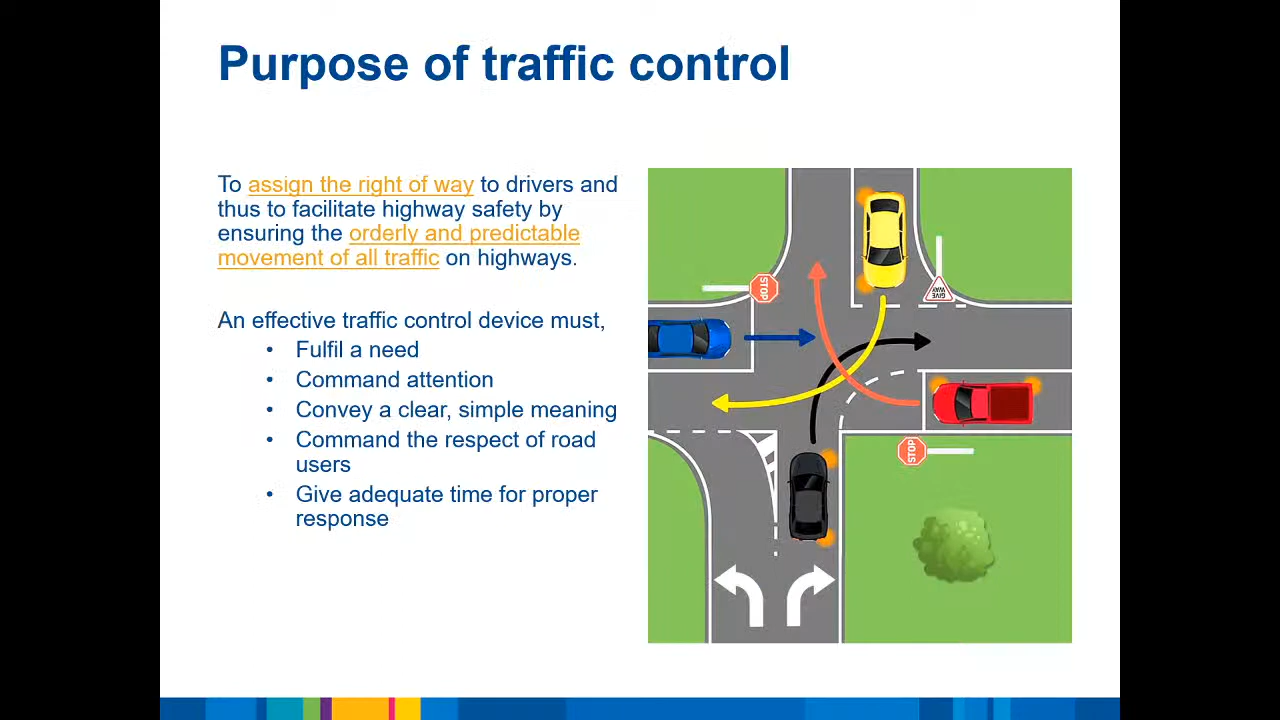 Purpose of traffic control
To assign the right of way to drivers and
thus to facilitate highway safety by
ensuring the orderly and predictable
movement of all traffic on highways.
An effective traffic control device must,
• Fulfil a need
• Command attention
• Convey a clear, simple meaning
• Command the respect of road
users
• Give adequate time for proper
response
STOP
GIVE
WAY
STOP